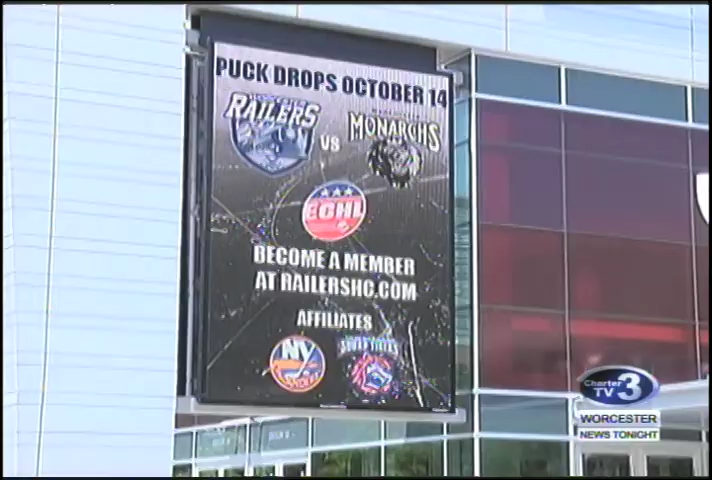 PUCK DROPS OCTOBER 14
WORCESTER
RAILERS
VS
MONARCHS
ECHL
BECOME A MEMBER
AT RAILERSHC.COM
AFFILIATES
NY
Charter
TV 3
WORCESTER
NEWS TONIGHT